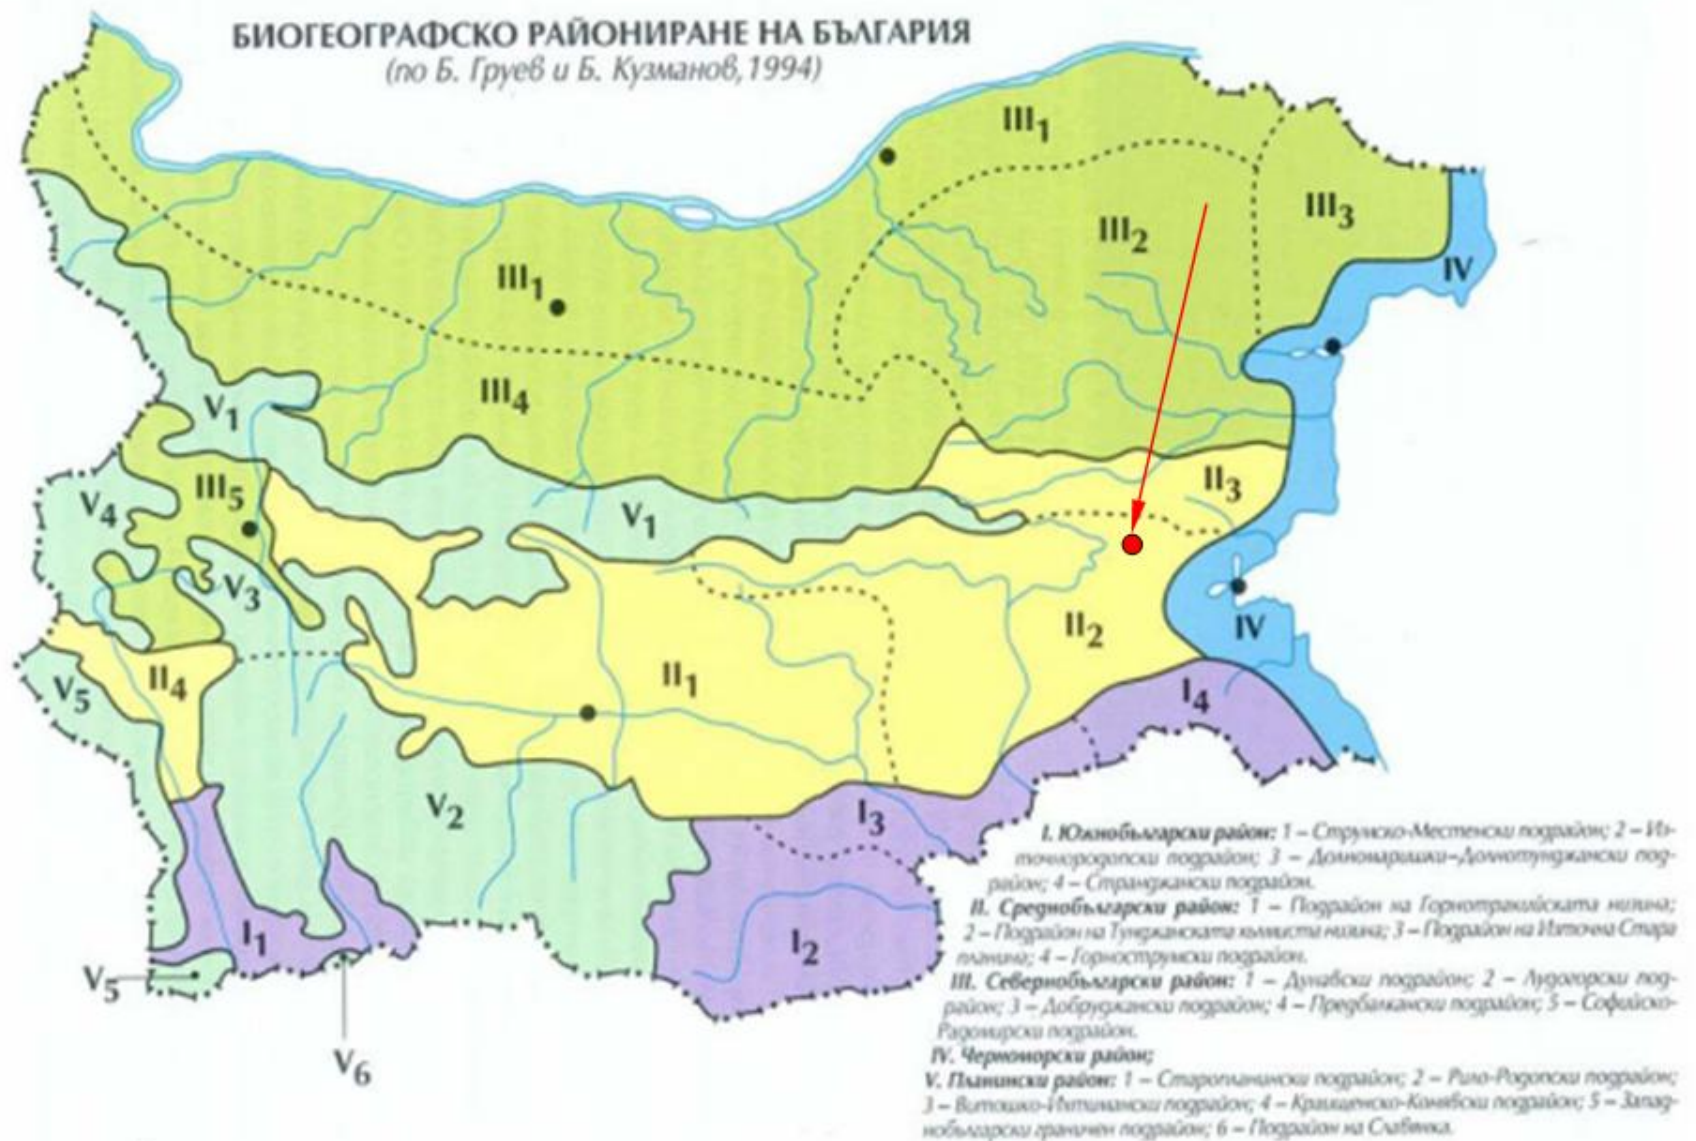 БИОГЕОГРАФСКО РАЙОНИРАНЕ НА БЪЛГАРИЯ
(по Б. Груев и Б. Кузманов, 1994)
III1
III2
III3
IV
III1
III4
V1
V4
III5
V1
II3
V3
II2
IV
II1
II4
V5
I4
V2
I3
I1
I2
V5
V6
I. Южнобългарски район: 1 – Струмско-Местенски подрайон; 2 – Из-
точнородопски подрайон; 3 – Долномаришки-Долнотунджански под-
район; 4 – Странджански подрайон.
II. Среднобългарски район: 1 – Подрайон на Горнотракийската низина;
2 – Подрайон на Тунджанската хълмиста низина; 3 – Подрайон на Източна Стара
планина; 4 – Горнострумски подрайон.
III. Севернобългарски район: 1 – Дунавски подрайон; 2 – Лудогорски под-
район; 3 – Добруджански подрайон; 4 – Предбалкански подрайон; 5 – Софийско-
Радомирски подрайон.
IV. Черноморски район;
V. Планински район: 1 – Старопланински подрайон; 2 – Рило-Родопски подрайон;
3 – Витошко-Ихтимански подрайон; 4 – Краищенско-Конявски подрайон; 5 – Запад-
нобългарски граничен подрайон; 6 – Подрайон на Славянка.